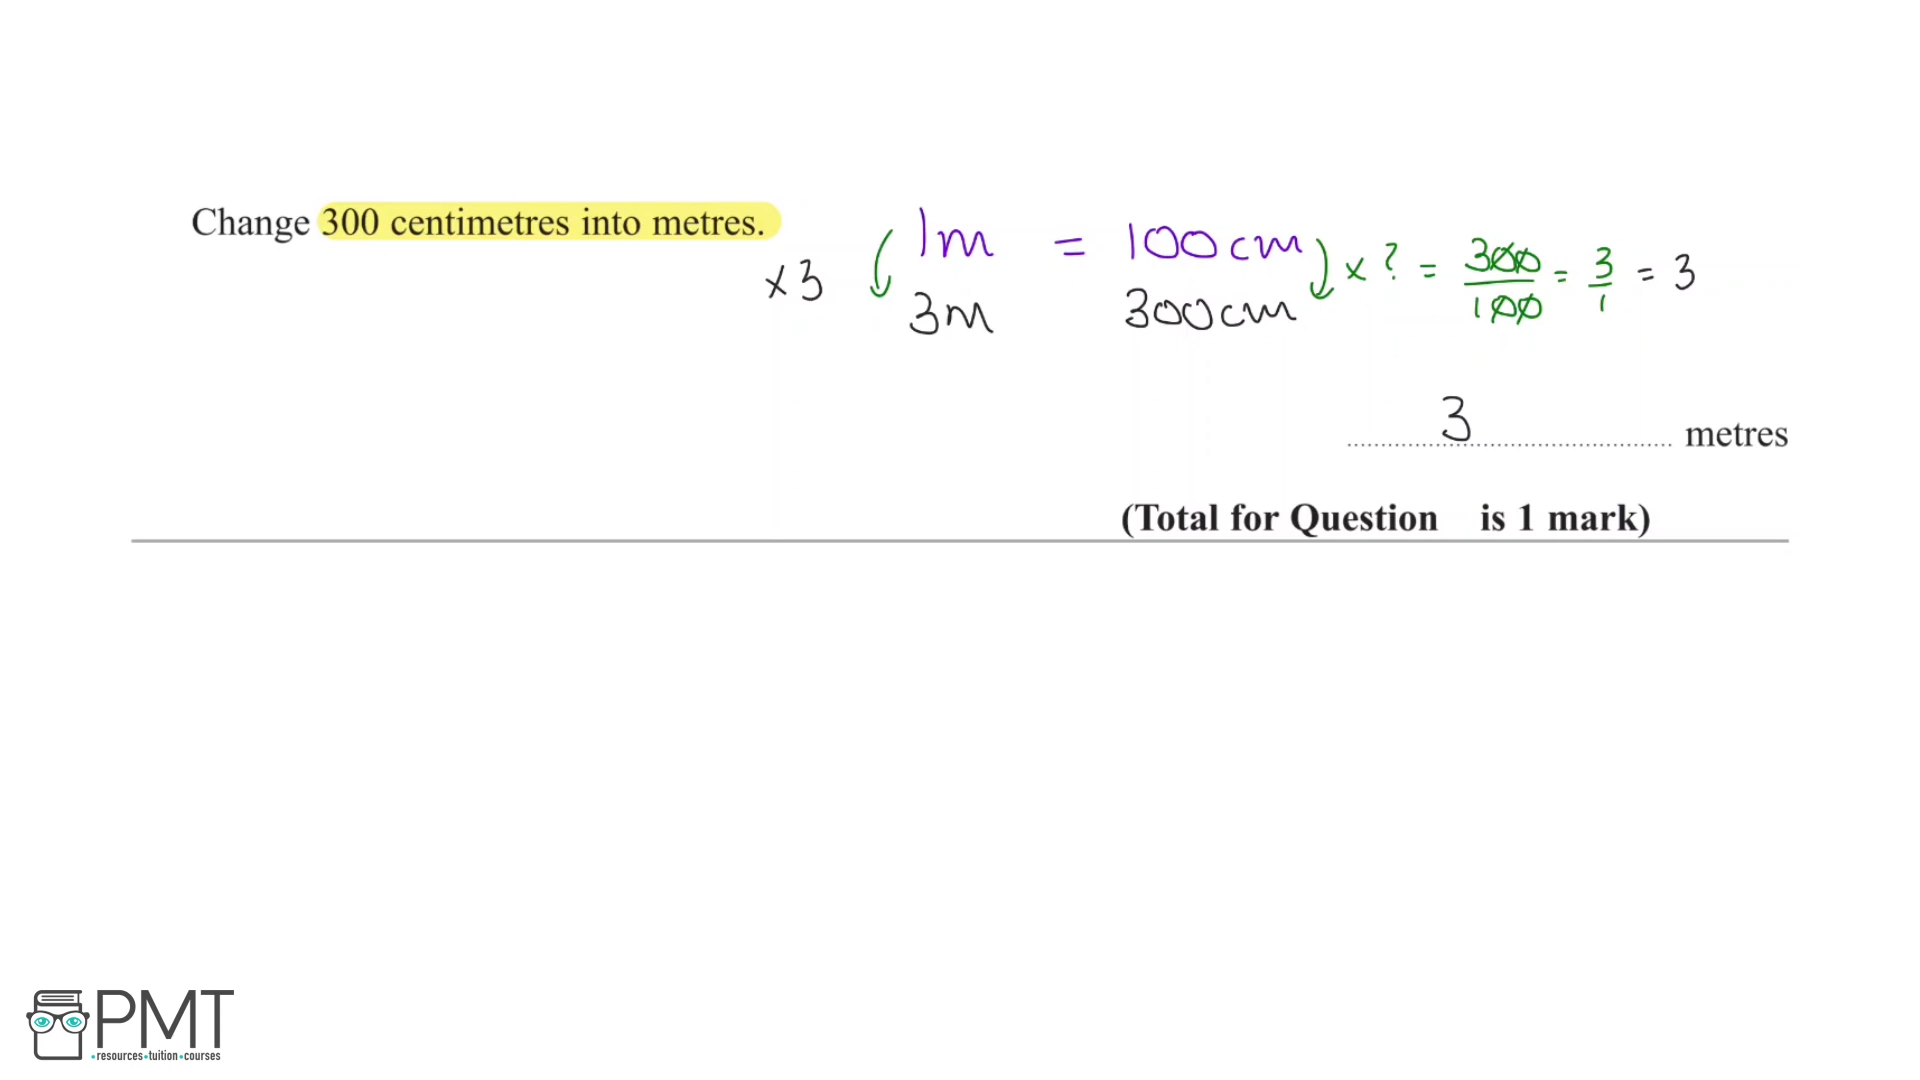 Change 300 centimetres into metres.
1m = 100cm
×3
× ? = 300/100 = 3/1 = 3
3m 300cm
3 metres
(Total for Question is 1 mark)
PMT
•resources•tuition•courses